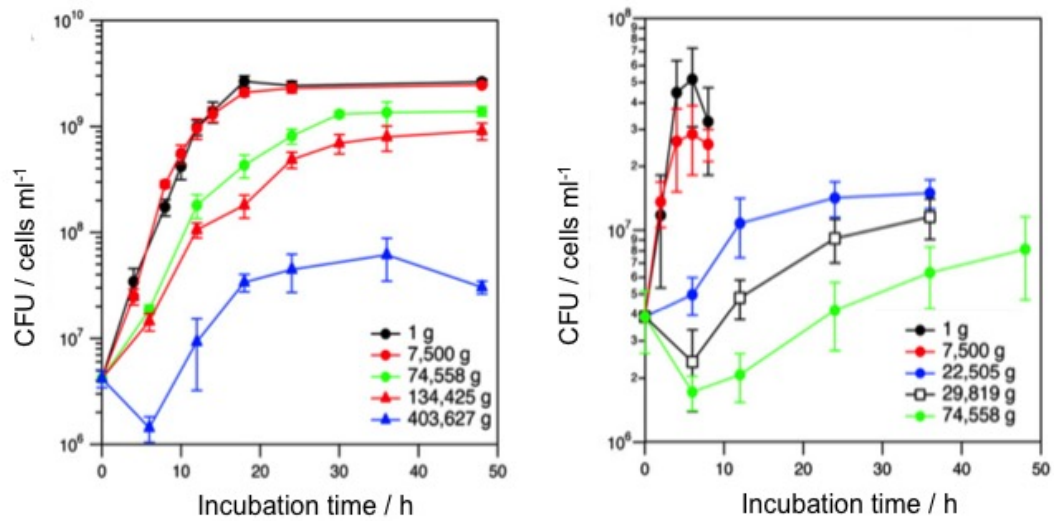 10¹⁰
10⁹
10⁸
10⁷
10⁶
CFU / cells ml⁻¹
1 g
7,500 g
74,558 g
134,425 g
403,627 g
0 10 20 30 40 50
Incubation time / h
10⁸
9
8
7
6
5
4
3
2
10⁷
9
8
7
6
5
4
3
2
10⁶
CFU / cells ml⁻¹
1 g
7,500 g
22,505 g
29,819 g
74,558 g
0 10 20 30 40 50
Incubation time / h